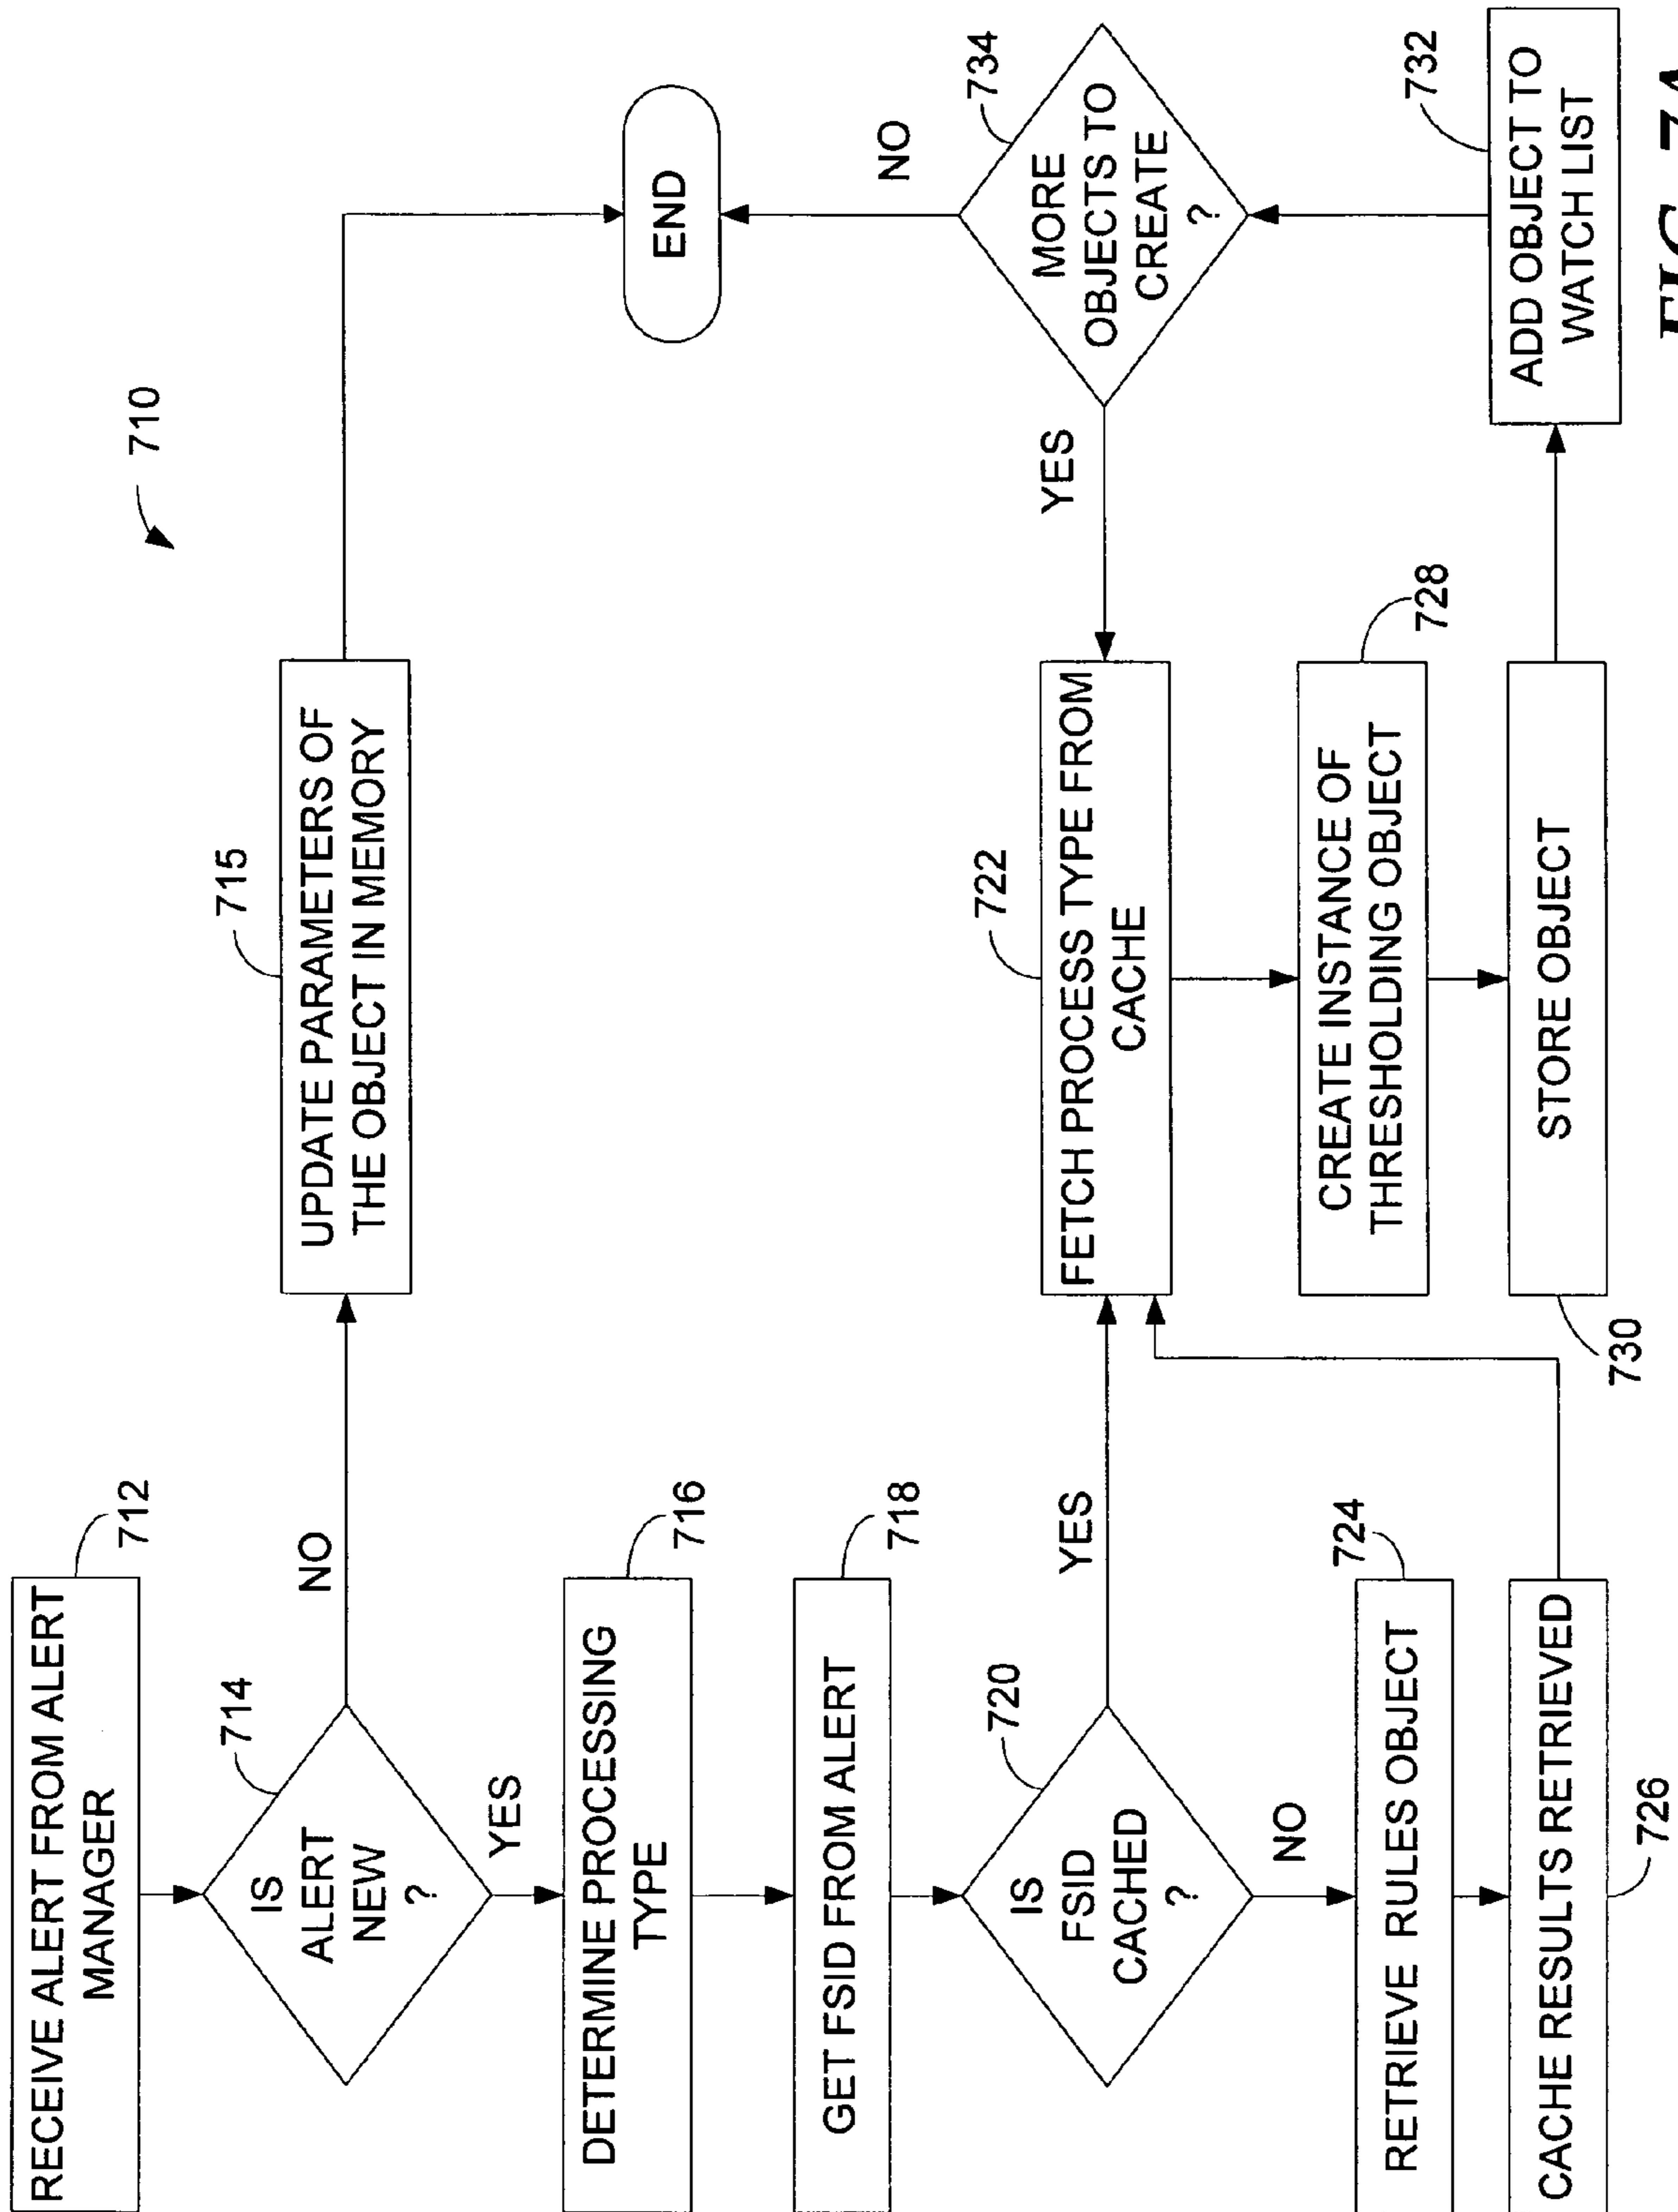 710
RECEIVE ALERT FROM ALERT
MANAGER
712
IS
ALERT
NEW
?
714
NO
YES
UPDATE PARAMETERS OF
THE OBJECT IN MEMORY
715
DETERMINE PROCESSING
TYPE
716
GET FSID FROM ALERT
718
IS
FSID
CACHED
?
720
YES
NO
RETRIEVE RULES OBJECT
724
CACHE RESULTS RETRIEVED
726
FETCH PROCESS TYPE FROM
CACHE
722
CREATE INSTANCE OF
THRESHOLDING OBJECT
728
STORE OBJECT
730
ADD OBJECT TO
WATCH LIST
732
MORE
OBJECTS TO
CREATE
?
734
YES
NO
END
FIG. 7A